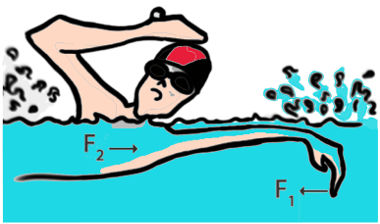 F₂ →
F₁ ←